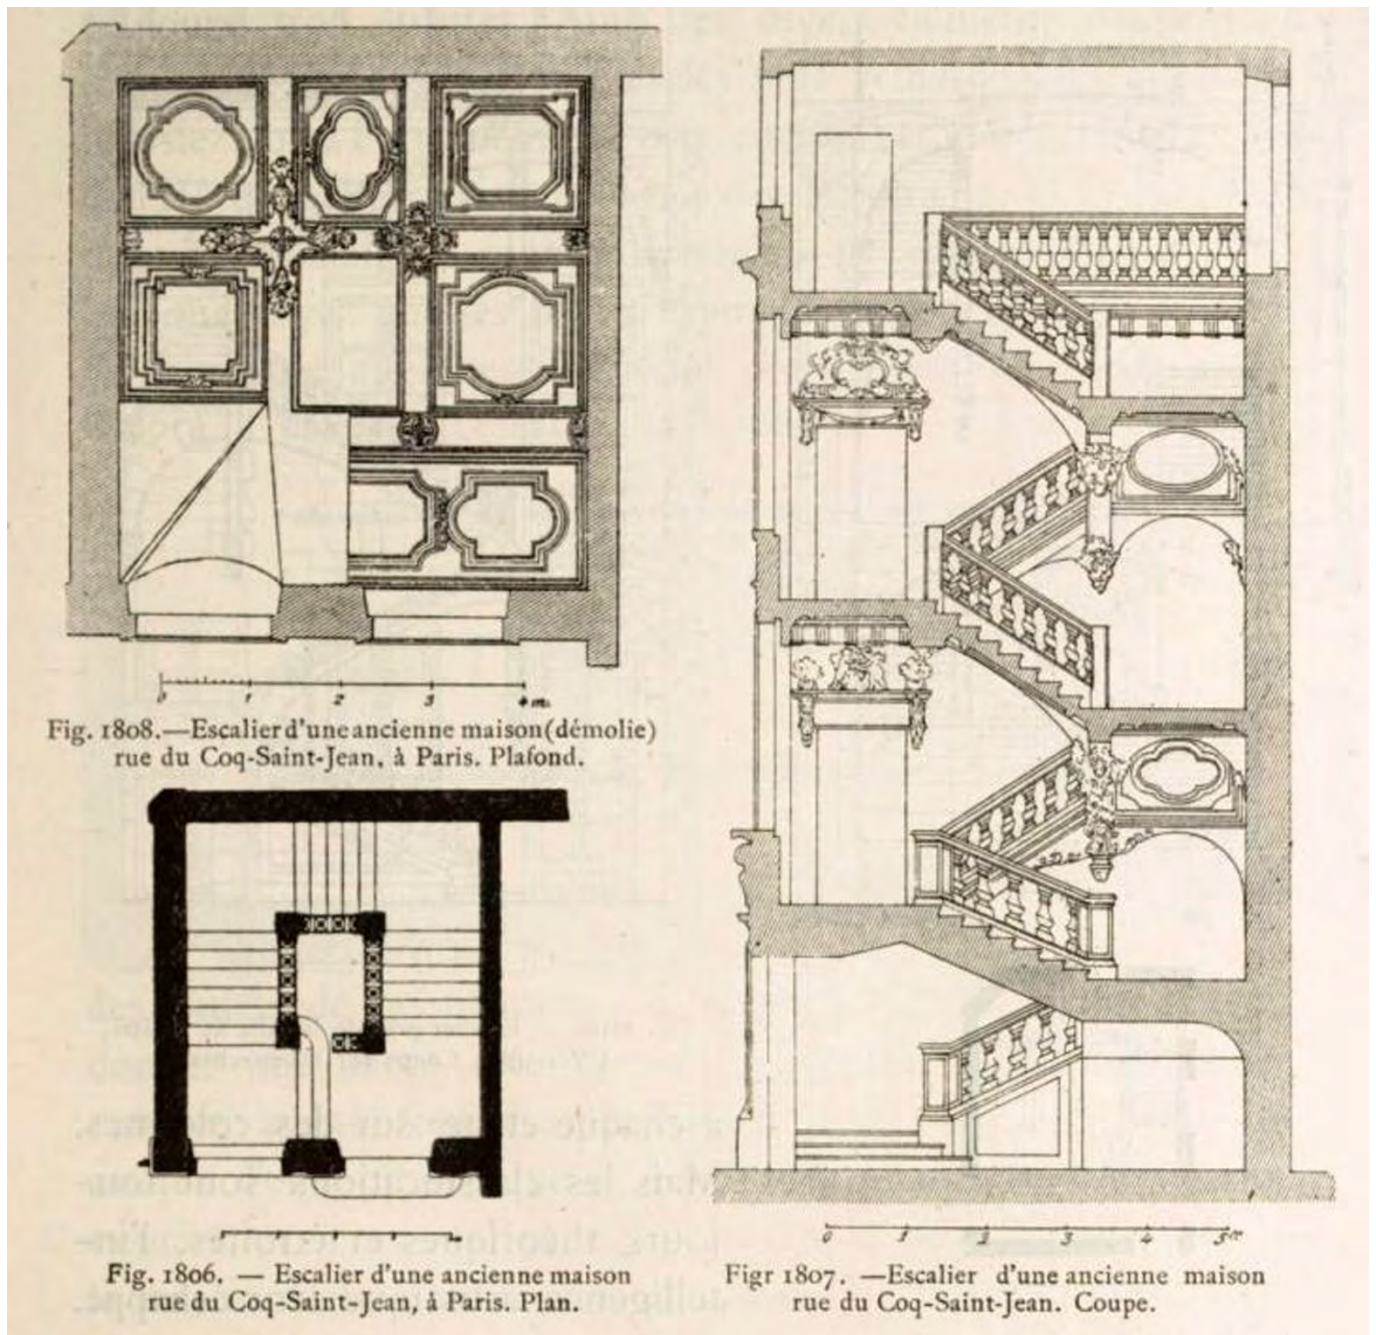 0 1 2 3 4 m.
Fig. 1808.—Escalier d'une ancienne maison (démolie)
rue du Coq-Saint-Jean, à Paris. Plafond.
Fig. 1806. — Escalier d'une ancienne maison
rue du Coq-Saint-Jean, à Paris. Plan.
0 1 2 3 4 5m
Figr 1807. —Escalier d'une ancienne maison
rue du Coq-Saint-Jean. Coupe.